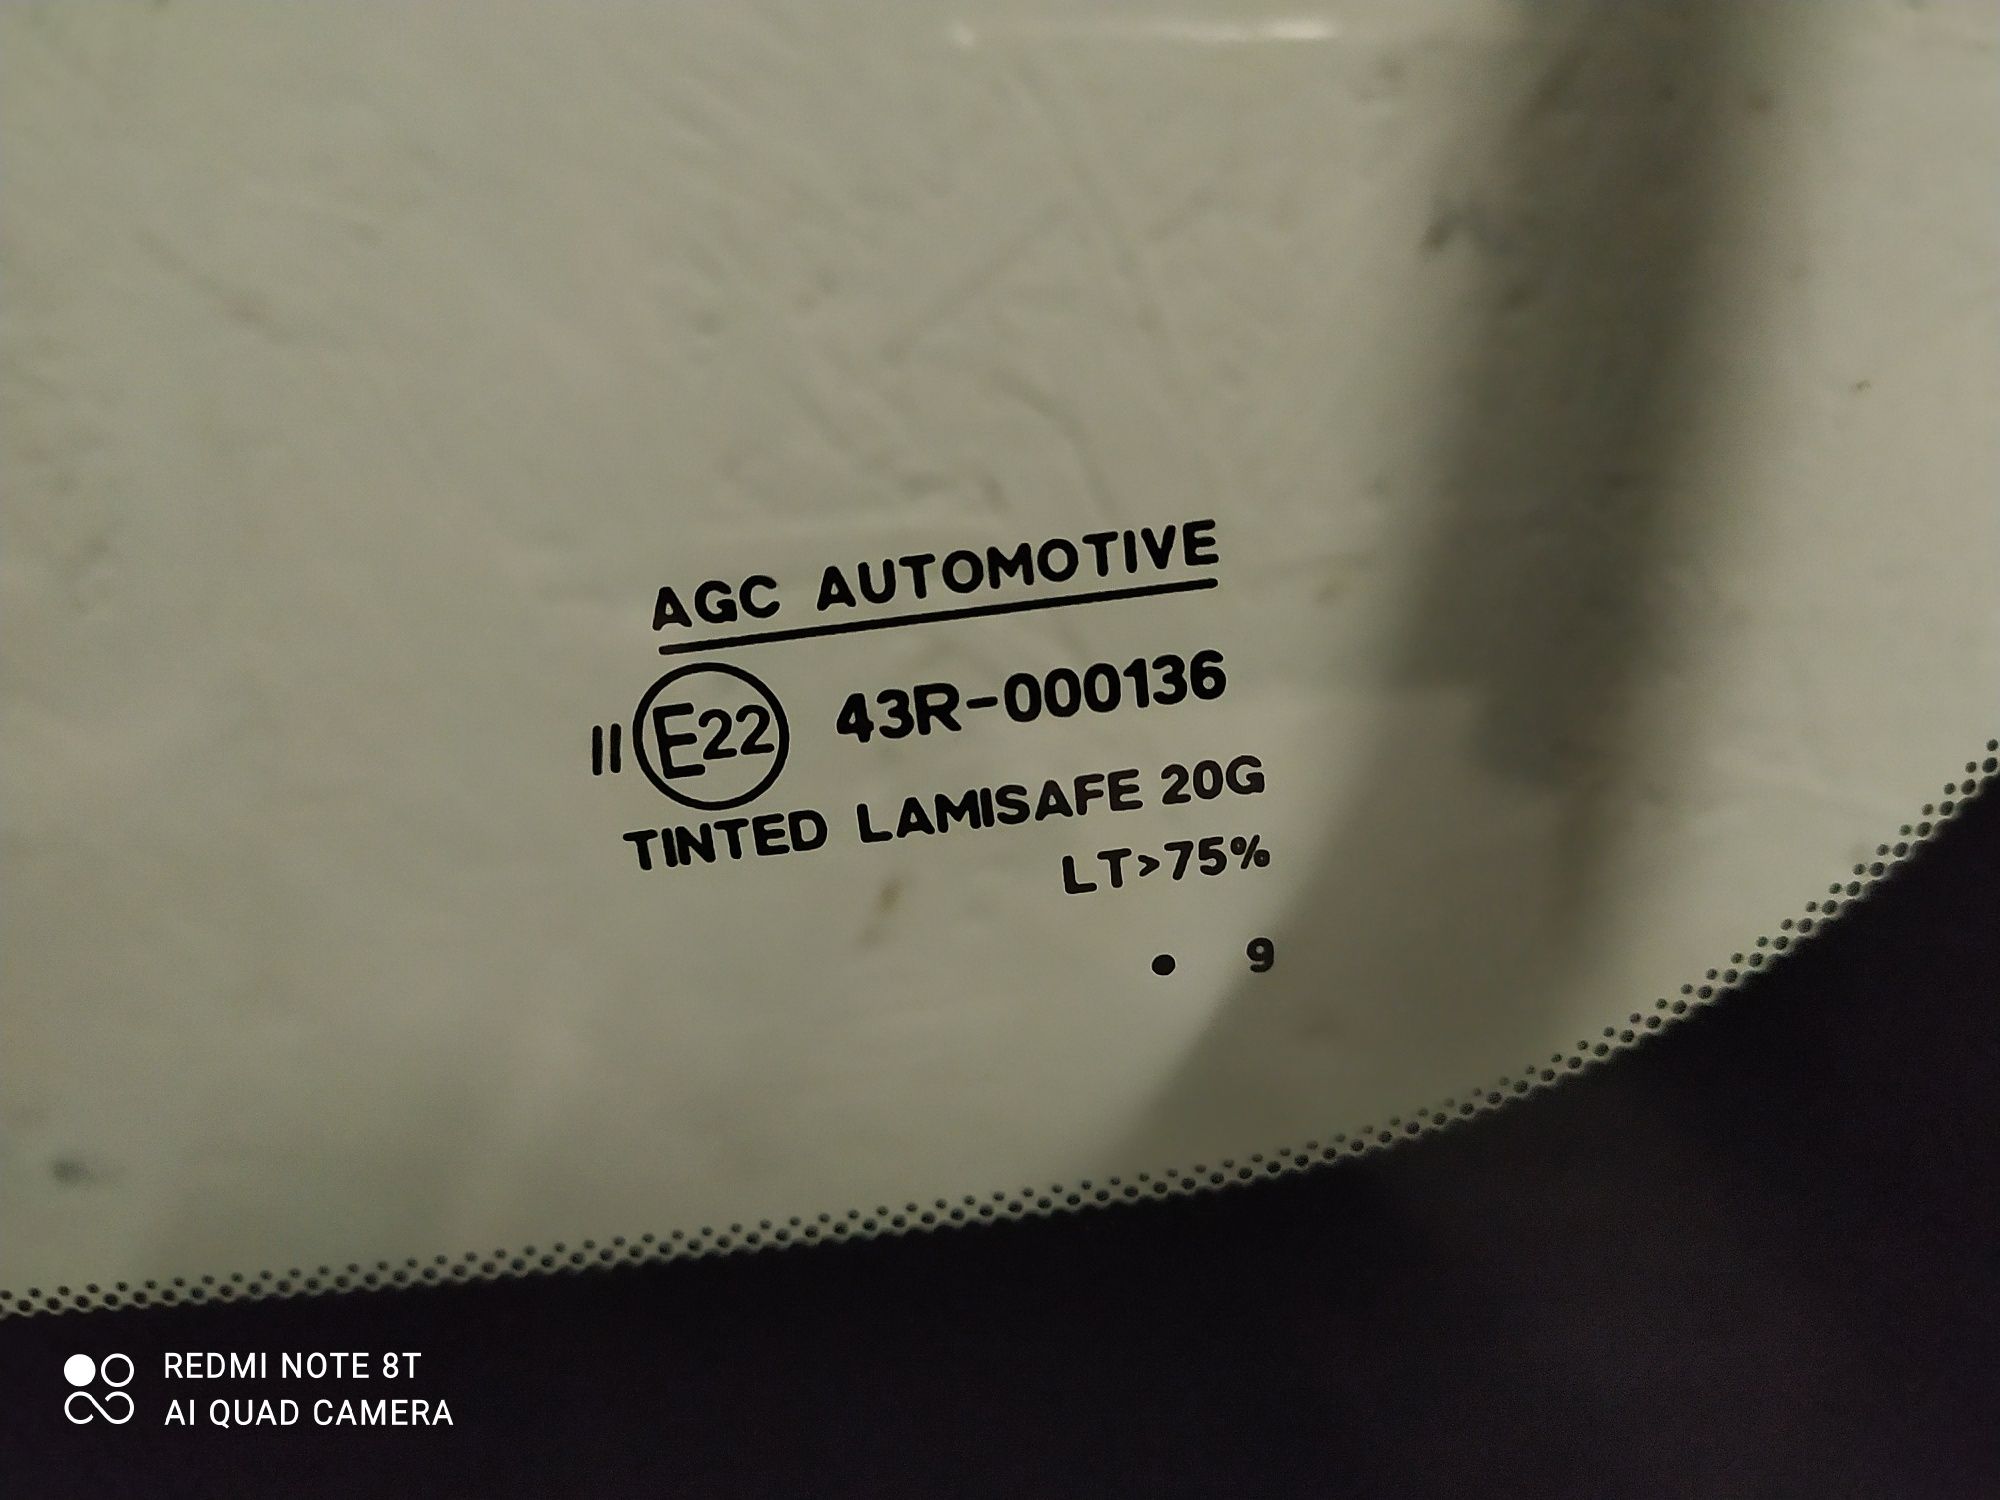 AGC AUTOMOTIVE
II E22 43R-000136
TINTED LAMISAFE 20G
LT>75%
• 9
REDMI NOTE 8T
AI QUAD CAMERA